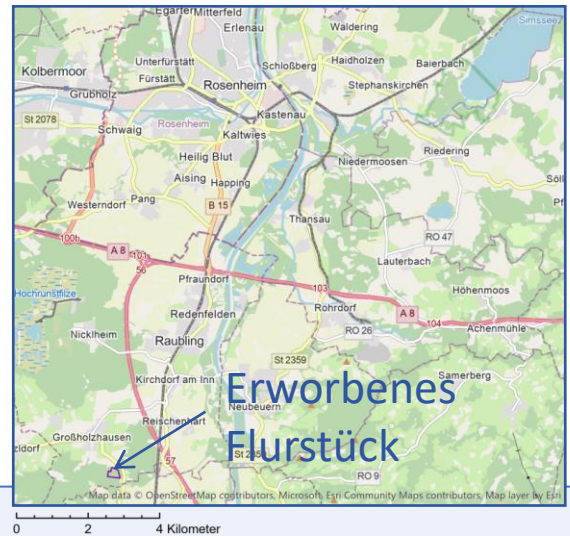 Egarten
Mitterfeld
Erlenau
Waldering
Simssee
Kolbermoor
Unterfürstätt
Fürstätt
Schloßberg
Haidholzen
Baierbach
Grubholz
Rosenheim
Stephanskirchen
St 2078
Schwaig
Rosenheim
Kastenau
Kaltwies
Heilig Blut
Niedermoosen
Riedering
Aising
Happing
Westerndorf
Pang
B 15
Thansau
RO 47
100b
A 8
101
56
Pfraundorf
Lauterbach
Hochrunstfilze
103
Rohrdorf
A 8
104
Höhenmoos
Achenmühle
Redenfelden
RO 26
Nicklheim
Raubling
St 2359
Samerberg
Kirchdorf am Inn
Erworbenes
Neubeuern
Reischenhart
Flurstück
Großholzhausen
57
RO 9
Map data © OpenStreetMap contributors, Microsoft, Esri Community Maps contributors, Map layer by Esri
0 2 4 Kilometer